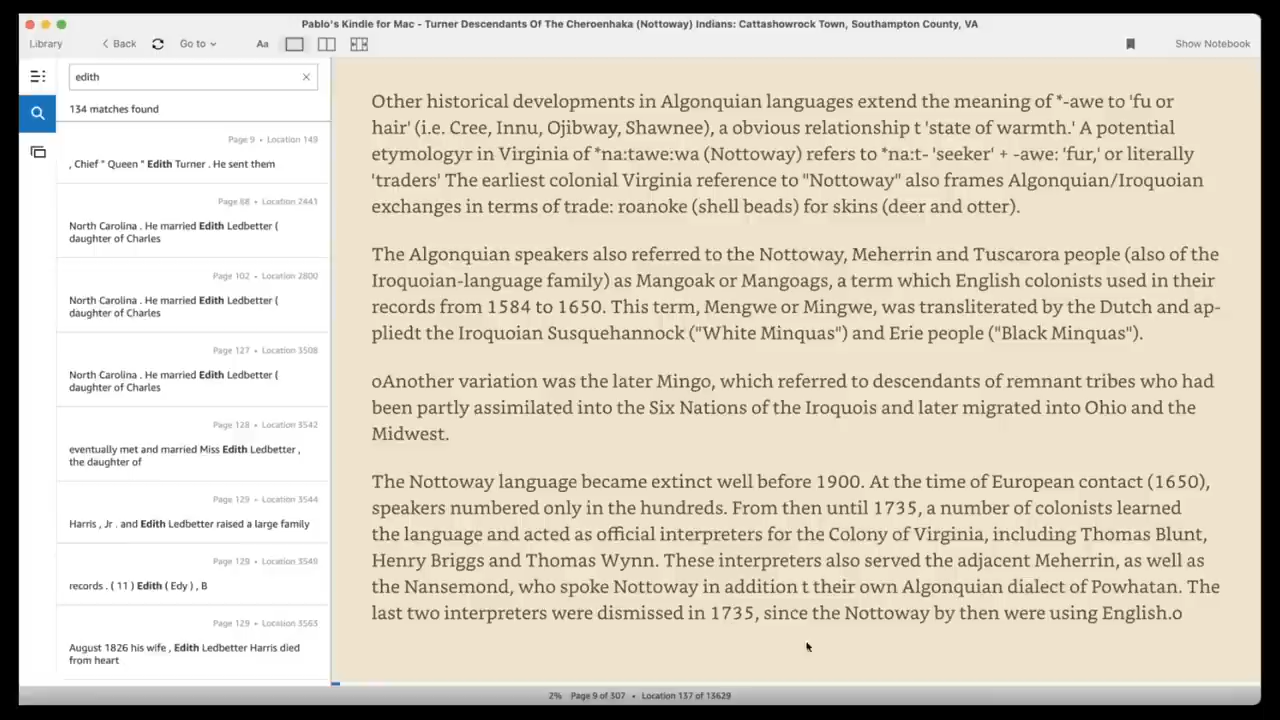 Pablo's Kindle for Mac - Turner Descendants Of The Cheroenhaka (Nottoway) Indians: Cattashowrock Town, Southampton County, VA
Library
Back
Go to
Aa
Show Notebook
edith
134 matches found
Page 9 • Location 149
, Chief " Queen " Edith Turner . He sent them
Page 88 • Location 2441
North Carolina . He married Edith Ledbetter (
daughter of Charles
Page 102 • Location 2800
North Carolina . He married Edith Ledbetter (
daughter of Charles
Page 127 • Location 3508
North Carolina . He married Edith Ledbetter (
daughter of Charles
Page 128 • Location 3542
eventually met and married Miss Edith Ledbetter ,
the daughter of
Page 129 • Location 3544
Harris , Jr . and Edith Ledbetter raised a large family
Page 129 • Location 3549
records . ( 11 ) Edith ( Edy ) , B
Page 129 • Location 3563
August 1826 his wife , Edith Ledbetter Harris died
from heart
Other historical developments in Algonquian languages extend the meaning of *-awe to 'fu or
hair' (i.e. Cree, Innu, Ojibway, Shawnee), a obvious relationship t 'state of warmth.' A potential
etymologyr in Virginia of *na:tawe:wa (Nottoway) refers to *na:t- 'seeker' + -awe: 'fur,' or literally
'traders' The earliest colonial Virginia reference to "Nottoway" also frames Algonquian/Iroquoian
exchanges in terms of trade: roanoke (shell beads) for skins (deer and otter).
The Algonquian speakers also referred to the Nottoway, Meherrin and Tuscarora people (also of the
Iroquoian-language family) as Mangoak or Mangoags, a term which English colonists used in their
records from 1584 to 1650. This term, Mengwe or Mingwe, was transliterated by the Dutch and ap-
pliedt the Iroquoian Susquehannock ("White Minquas") and Erie people ("Black Minquas").
oAnother variation was the later Mingo, which referred to descendants of remnant tribes who had
been partly assimilated into the Six Nations of the Iroquois and later migrated into Ohio and the
Midwest.
The Nottoway language became extinct well before 1900. At the time of European contact (1650),
speakers numbered only in the hundreds. From then until 1735, a number of colonists learned
the language and acted as official interpreters for the Colony of Virginia, including Thomas Blunt,
Henry Briggs and Thomas Wynn. These interpreters also served the adjacent Meherrin, as well as
the Nansemond, who spoke Nottoway in addition t their own Algonquian dialect of Powhatan. The
last two interpreters were dismissed in 1735, since the Nottoway by then were using English.o
2% Page 9 of 307 • Location 137 of 13629